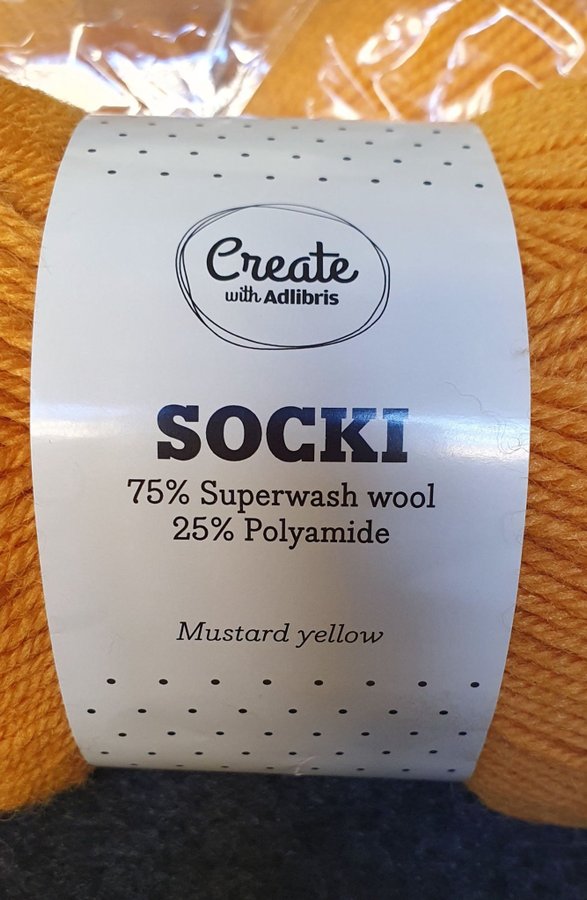 Create
with Adlibris
SOCKI
75% Superwash wool
25% Polyamide
Mustard yellow